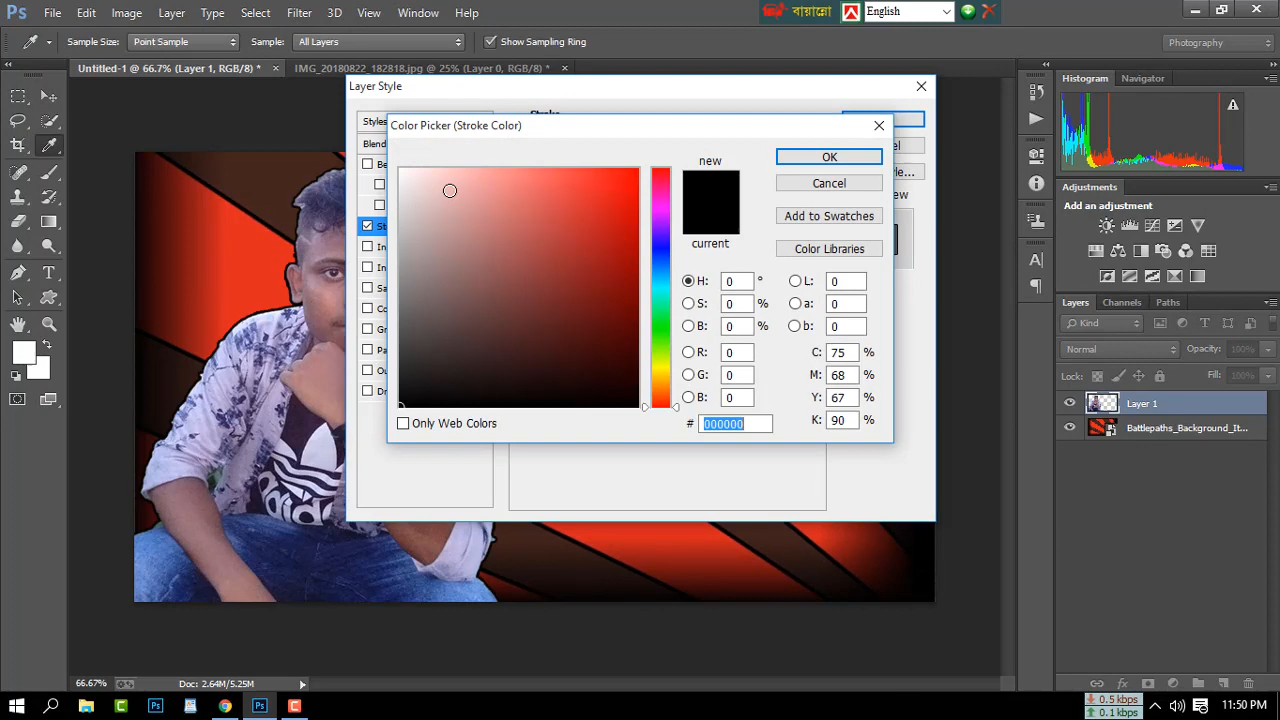 Ps File Edit Image Layer Type Select Filter 3D View Window Help
বায়ান্নো English
Sample Size: Point Sample Sample: All Layers Show Sampling Ring Photography
Untitled-1 @ 66.7% (Layer 1, RGB/8) * × IMG_20180822_182818.jpg @ 25% (Layer 0, RGB/8) * ×
Layer Style
Color Picker (Stroke Color)
new
current
OK
Cancel
Add to Swatches
Color Libraries
H: 0 °
S: 0 %
B: 0 %
R: 0
G: 0
B: 0
L: 0
a: 0
b: 0
C: 75 %
M: 68 %
Y: 67 %
K: 90 %
# 000000
Only Web Colors
Histogram Navigator
Adjustments
Add an adjustment
Layers Channels Paths
Kind
Normal Opacity:
Lock: Fill:
Layer 1
Battlepaths_Background_It...
66.67% Doc: 2.64M/5.25M
0.5 kbps
0.1 kbps
11:50 PM